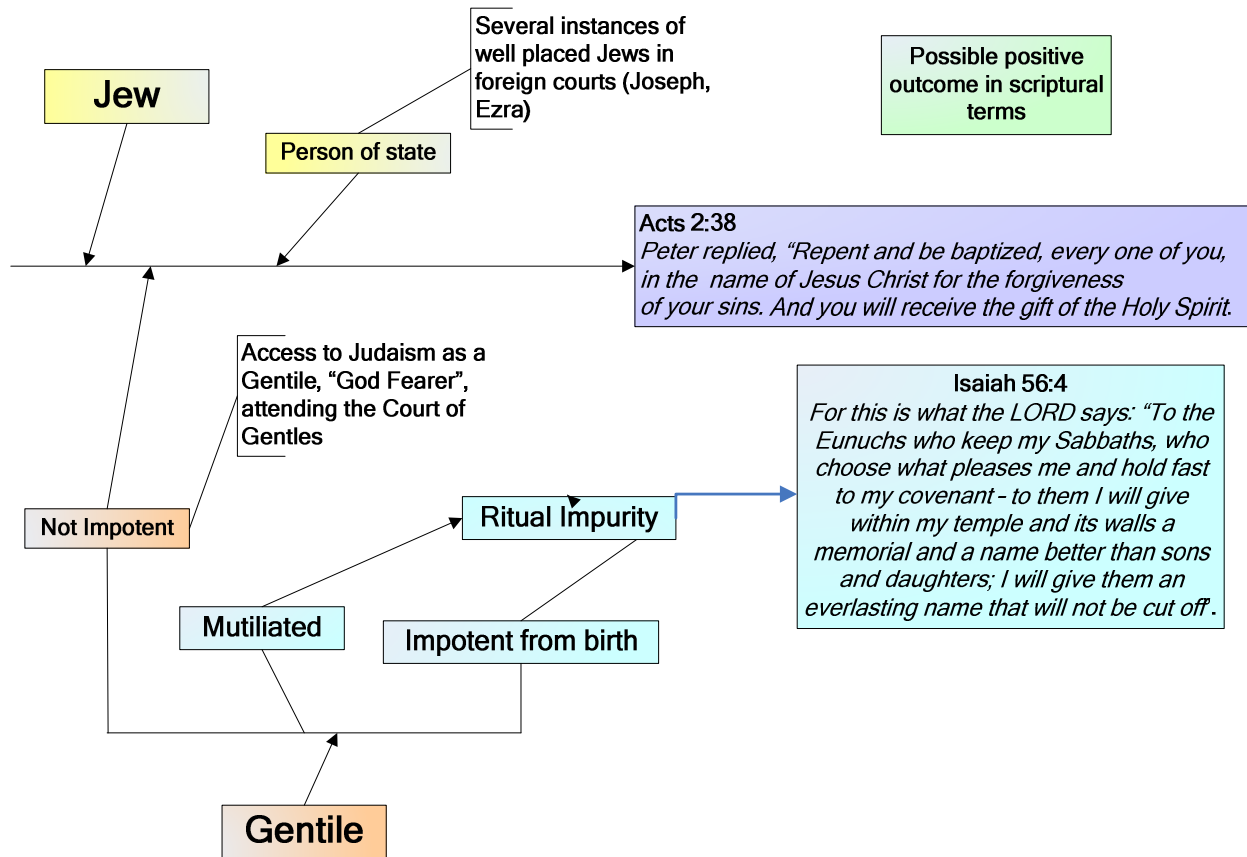 Several instances of
well placed Jews in
foreign courts (Joseph,
Ezra)
Jew
Person of state
Possible positive
outcome in scriptural
terms
Acts 2:38
Peter replied, “Repent and be baptized, every one of you,
in the name of Jesus Christ for the forgiveness
of your sins. And you will receive the gift of the Holy Spirit.
Access to Judaism as a
Gentile, “God Fearer”,
attending the Court of
Gentles
Isaiah 56:4
For this is what the LORD says: “To the
Eunuchs who keep my Sabbaths, who
choose what pleases me and hold fast
to my covenant – to them I will give
within my temple and its walls a
memorial and a name better than sons
and daughters; I will give them an
everlasting name that will not be cut off”.
Not Impotent
Ritual Impurity
Mutiliated
Impotent from birth
Gentile